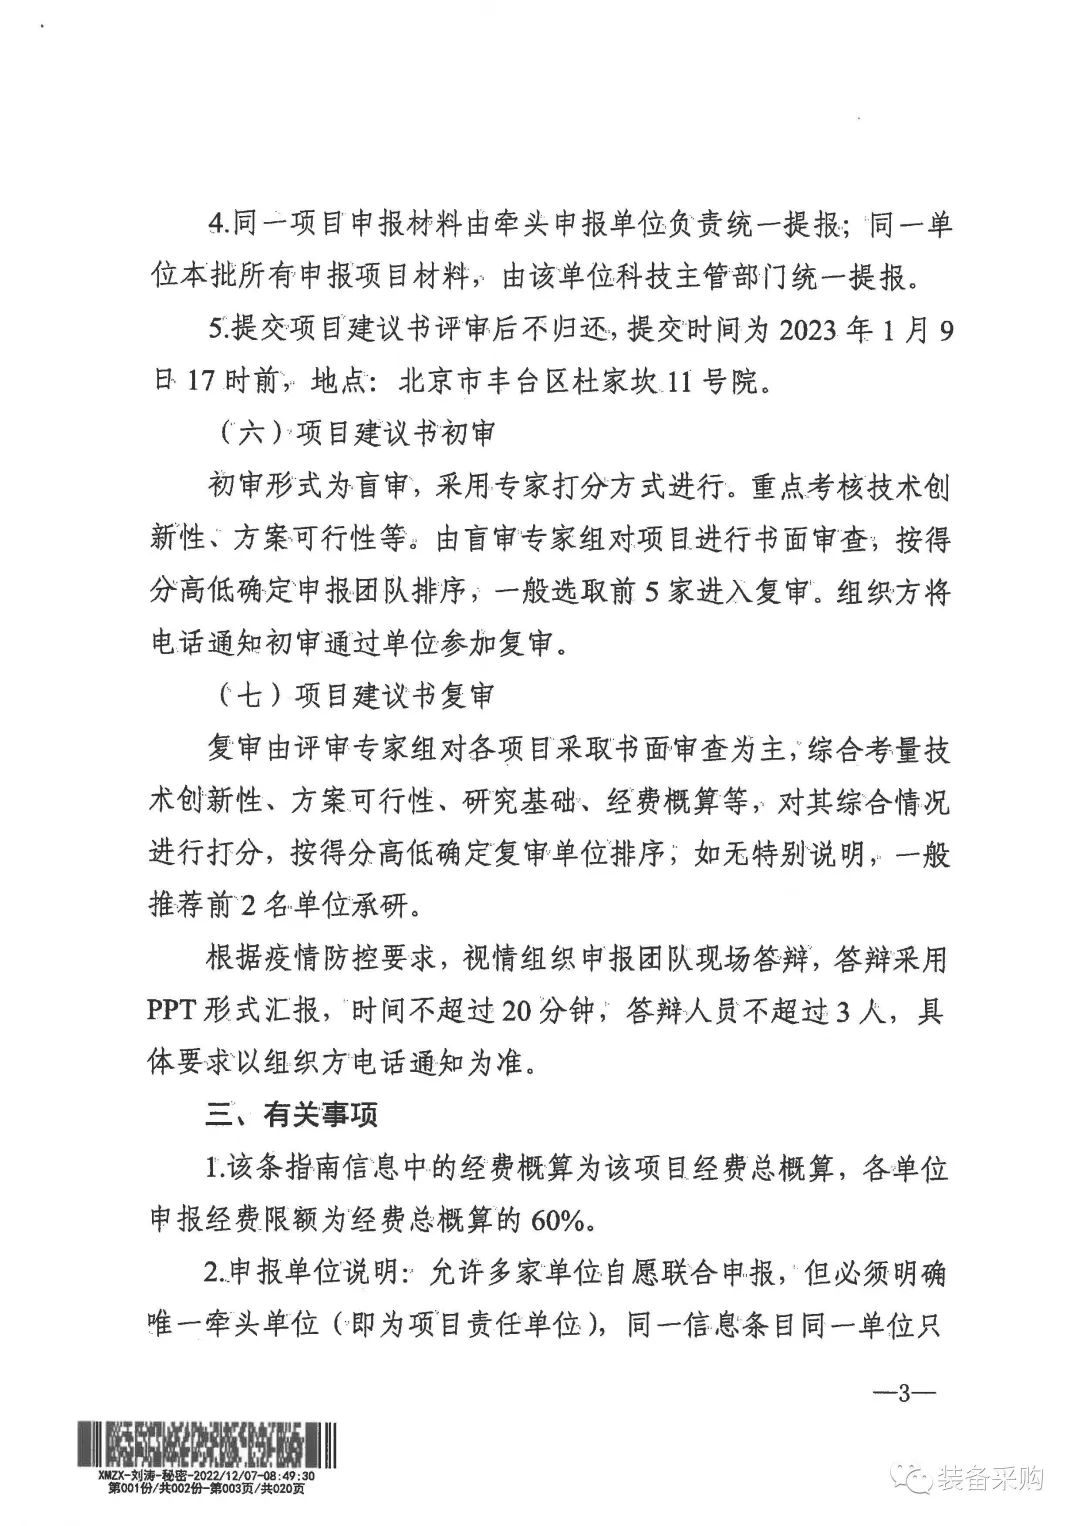 4.同一项目申报材料由牵头申报单位负责统一提报；同一单
位本批所有申报项目材料，由该单位科技主管部门统一提报。
5.提交项目建议书评审后不归还，提交时间为 2023 年 1 月 9
日 17 时前，地点：北京市丰台区杜家坎 11 号院。
（六）项目建议书初审
初审形式为盲审，采用专家打分方式进行。重点考核技术创
新性、方案可行性等。由盲审专家组对项目进行书面审查，按得
分高低确定申报团队排序，一般选取前 5 家进入复审。组织方将
电话通知初审通过单位参加复审。
（七）项目建议书复审
复审由评审专家组对各项目采取书面审查为主，综合考量技
术创新性、方案可行性、研究基础、经费概算等，对其综合情况
进行打分，按得分高低确定复审单位排序，如无特别说明，一般
推荐前 2 名单位承研。
根据疫情防控要求，视情组织申报团队现场答辩，答辩采用
PPT 形式汇报，时间不超过 20 分钟，答辩人员不超过 3 人，具
体要求以组织方电话通知为准。
三、有关事项
1.该条指南信息中的经费概算为该项目经费总概算，各单位
申报经费限额为经费总概算的 60%。
2.申报单位说明：允许多家单位自愿联合申报，但必须明确
唯一牵头单位（即为项目责任单位），同一信息条目同一单位只
—3—
XMZX-刘涛-秘密-2022/12/07-08:49:30
第001份/共002份-第003页/共020页
装备采购